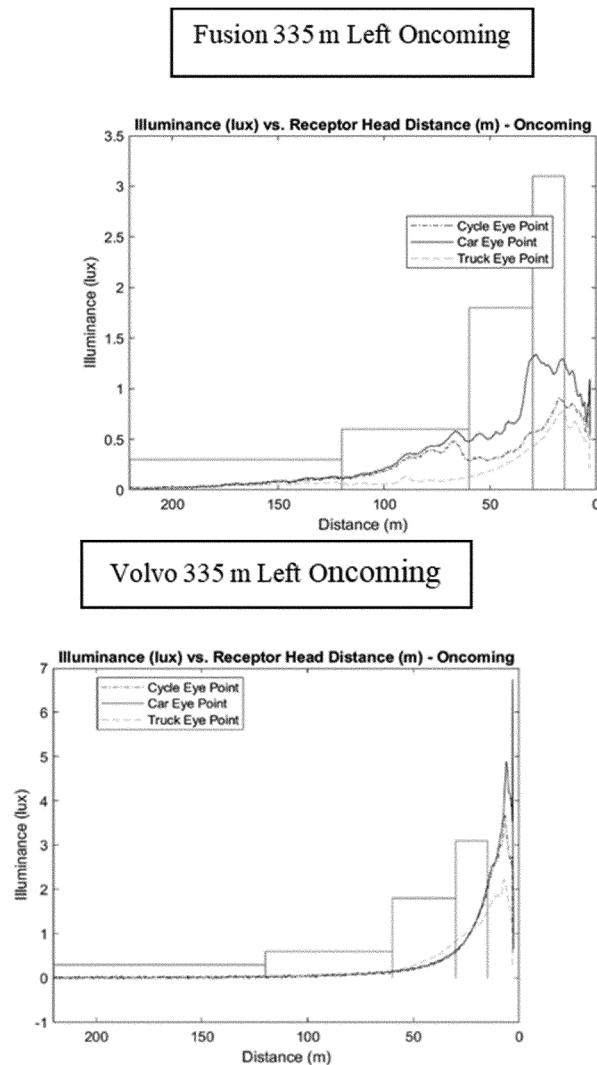 Fusion 335 m Left Oncoming
Illuminance (lux) vs. Receptor Head Distance (m) - Oncoming
3.5
3
2.5
2
1.5
1
0.5
0
Illuminance (lux)
Cycle Eye Point
Car Eye Point
Truck Eye Point
200 150 100 50 0
Distance (m)
Volvo 335 m Left Oncoming
Illuminance (lux) vs. Receptor Head Distance (m) - Oncoming
7
6
5
4
3
2
1
0
-1
Illuminance (lux)
Cycle Eye Point
Car Eye Point
Truck Eye Point
200 150 100 50 0
Distance (m)